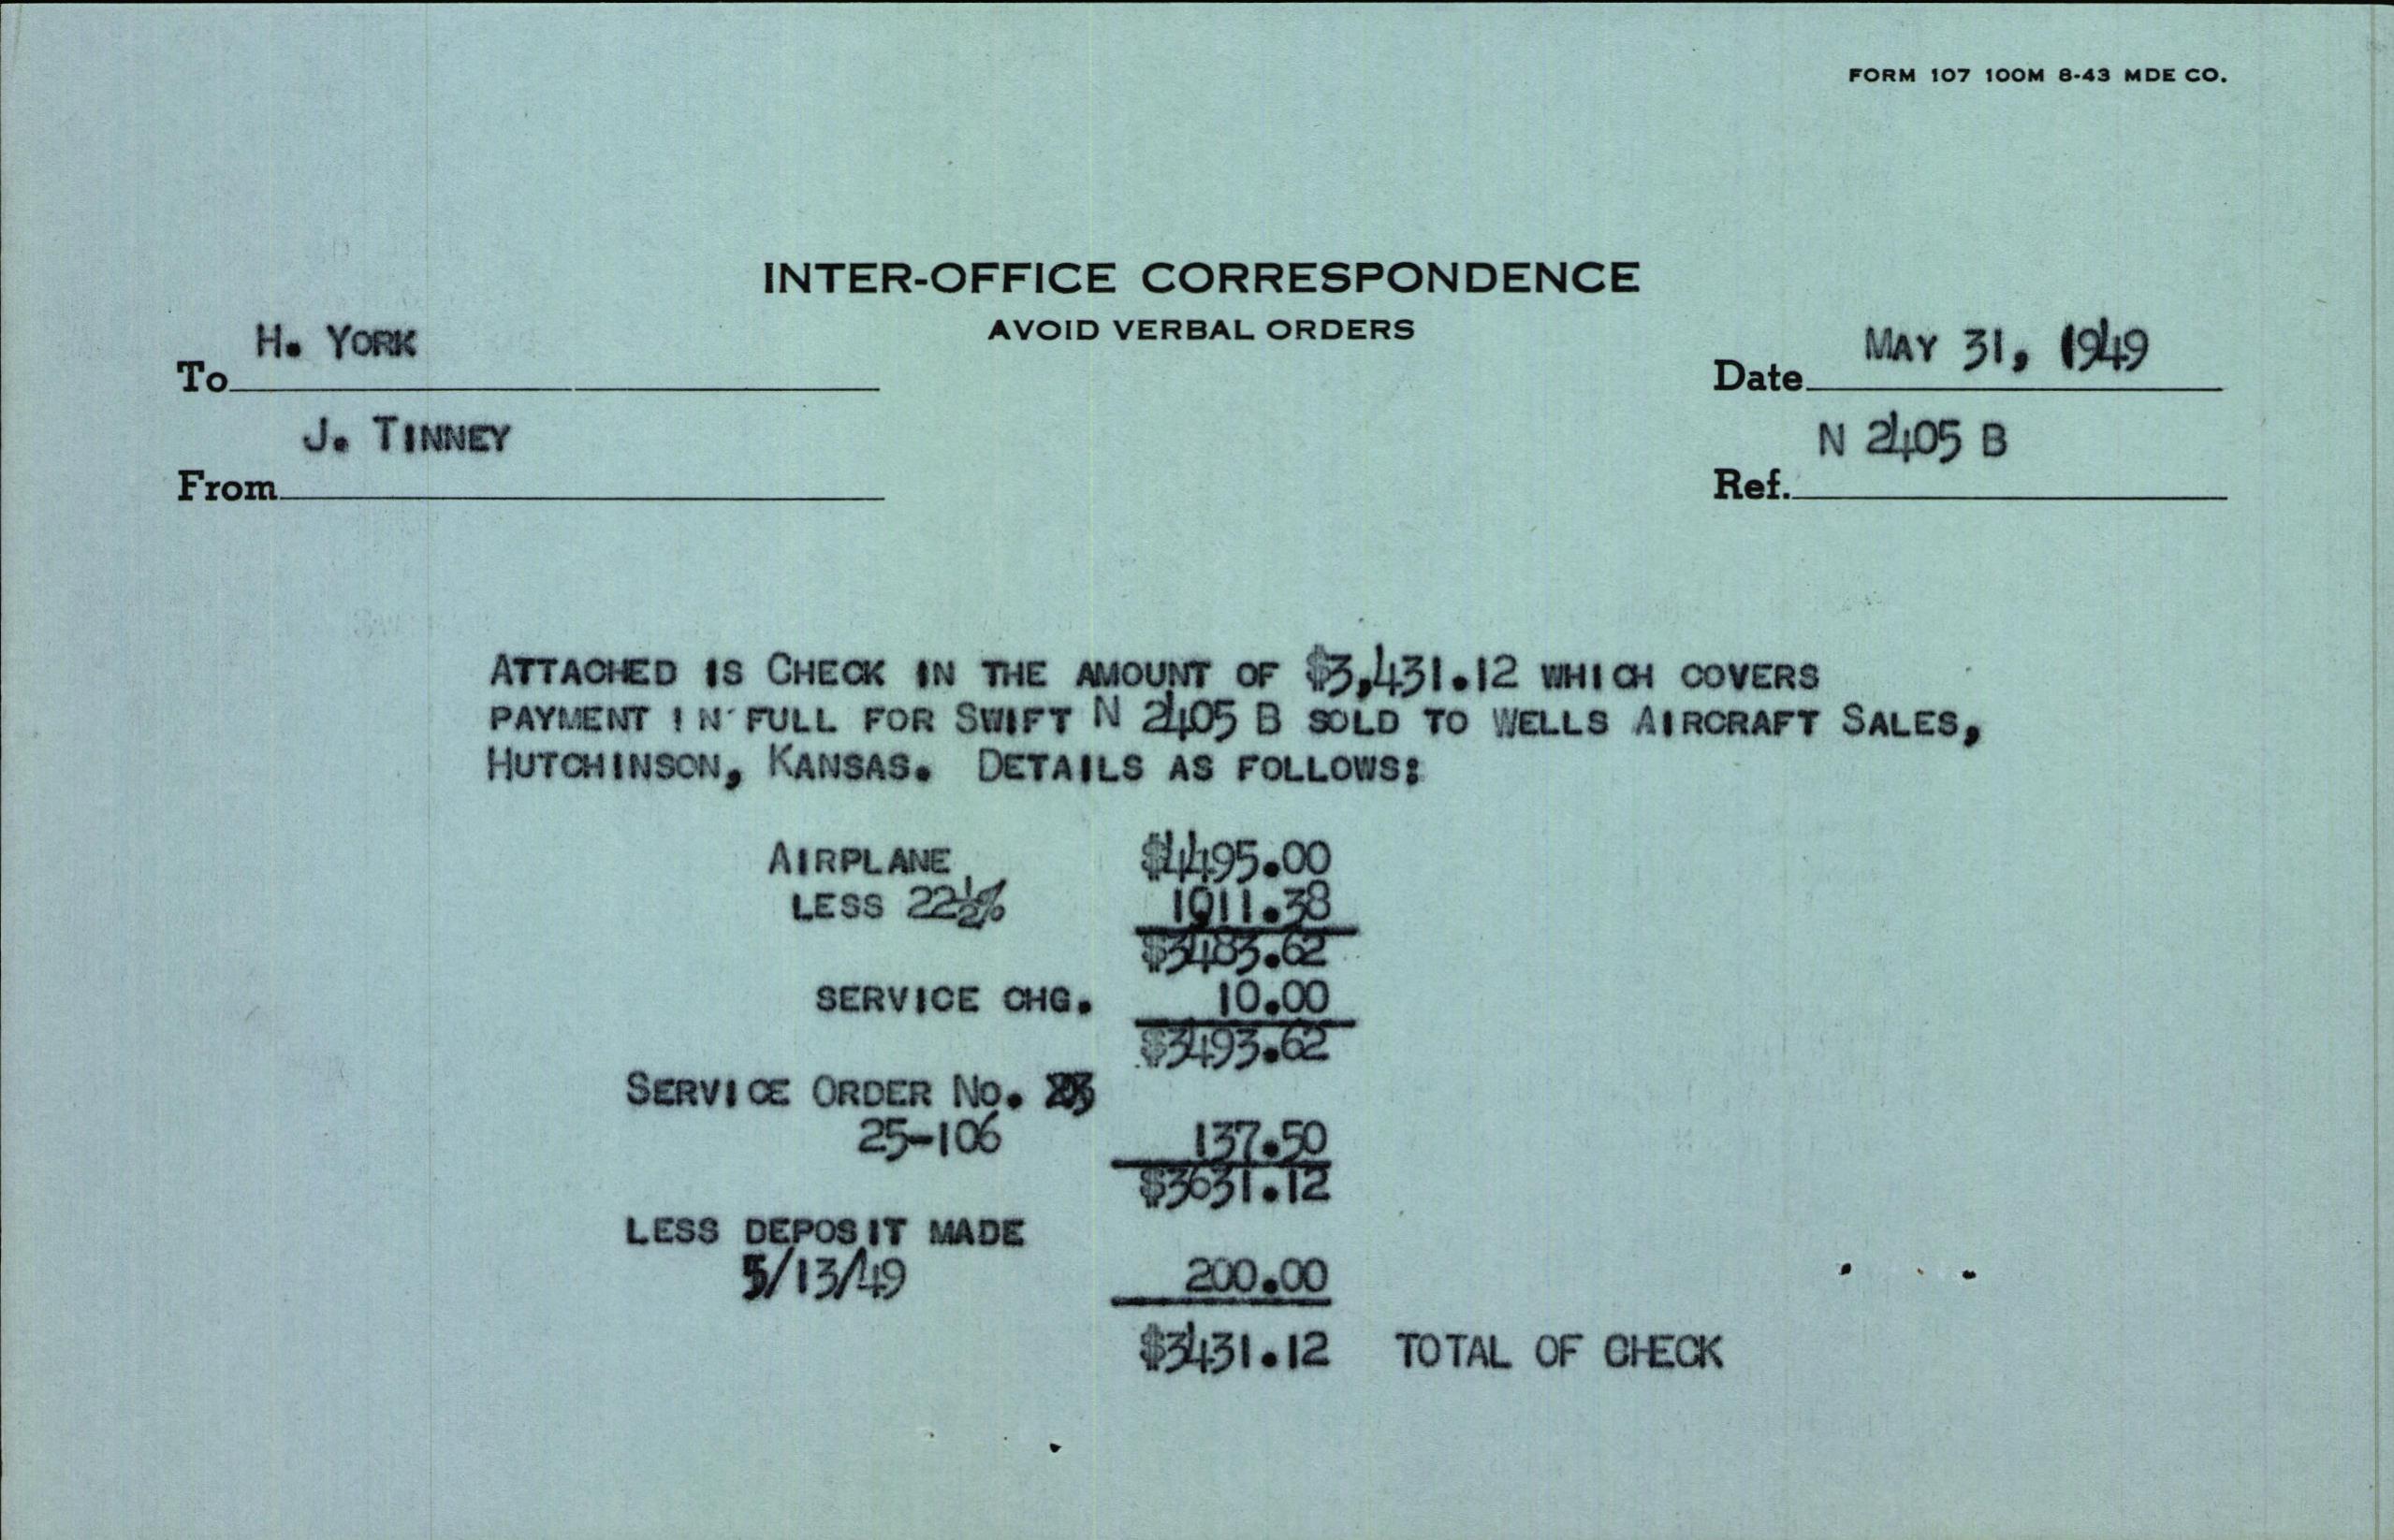 FORM 107 100M 8-43 MDE CO.
INTER-OFFICE CORRESPONDENCE
AVOID VERBAL ORDERS
To H. YORK
Date MAY 31, 1949
From J. TINNEY
Ref. N 2405 B
ATTACHED IS CHECK IN THE AMOUNT OF $3,431.12 WHICH COVERS
PAYMENT IN FULL FOR SWIFT N 2405 B SOLD TO WELLS AIRCRAFT SALES,
HUTCHINSON, KANSAS. DETAILS AS FOLLOWS:
AIRPLANE $4495.00
LESS 22½% 1011.38
$3483.62
SERVICE CHG. 10.00
$3493.62
SERVICE ORDER NO.
25-106 137.50
$3631.12
LESS DEPOSIT MADE
5/13/49 200.00
$3431.12 TOTAL OF CHECK